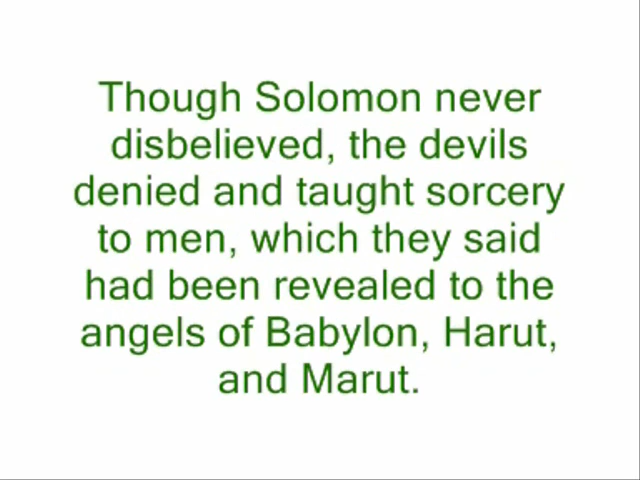 Though Solomon never
disbelieved, the devils
denied and taught sorcery
to men, which they said
had been revealed to the
angels of Babylon, Harut,
and Marut.